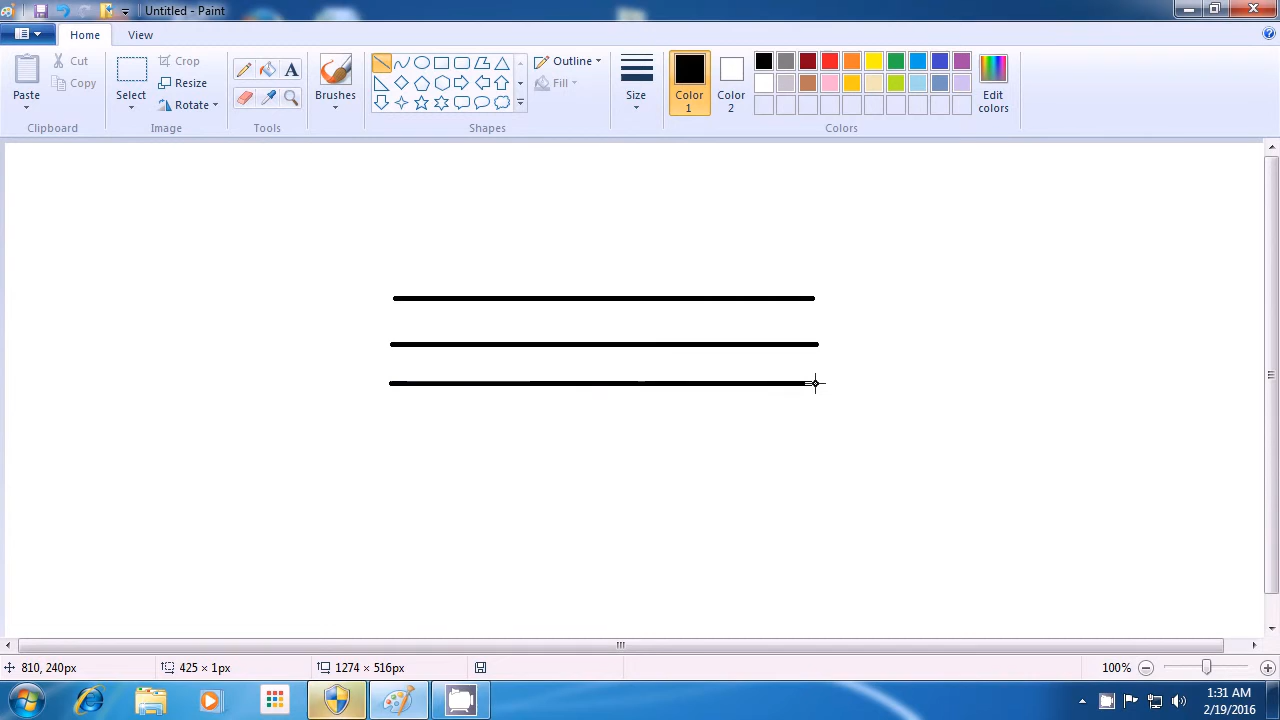 Untitled - Paint
Home
View
Paste
Cut
Copy
Clipboard
Select
Crop
Resize
Rotate
Image
A
Tools
Brushes
Outline
Fill
Shapes
Size
Color
1
Color
2
Edit
colors
Colors
810, 240px
425 × 1px
1274 × 516px
100%
1:31 AM
2/19/2016